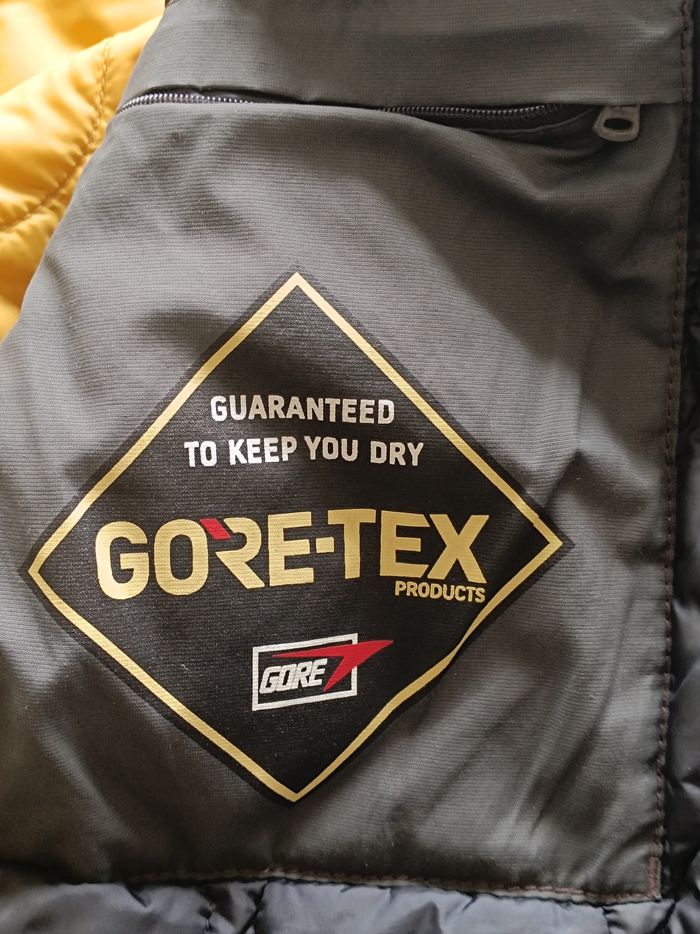 GUARANTEED
TO KEEP YOU DRY
GORE-TEX
PRODUCTS
GORE